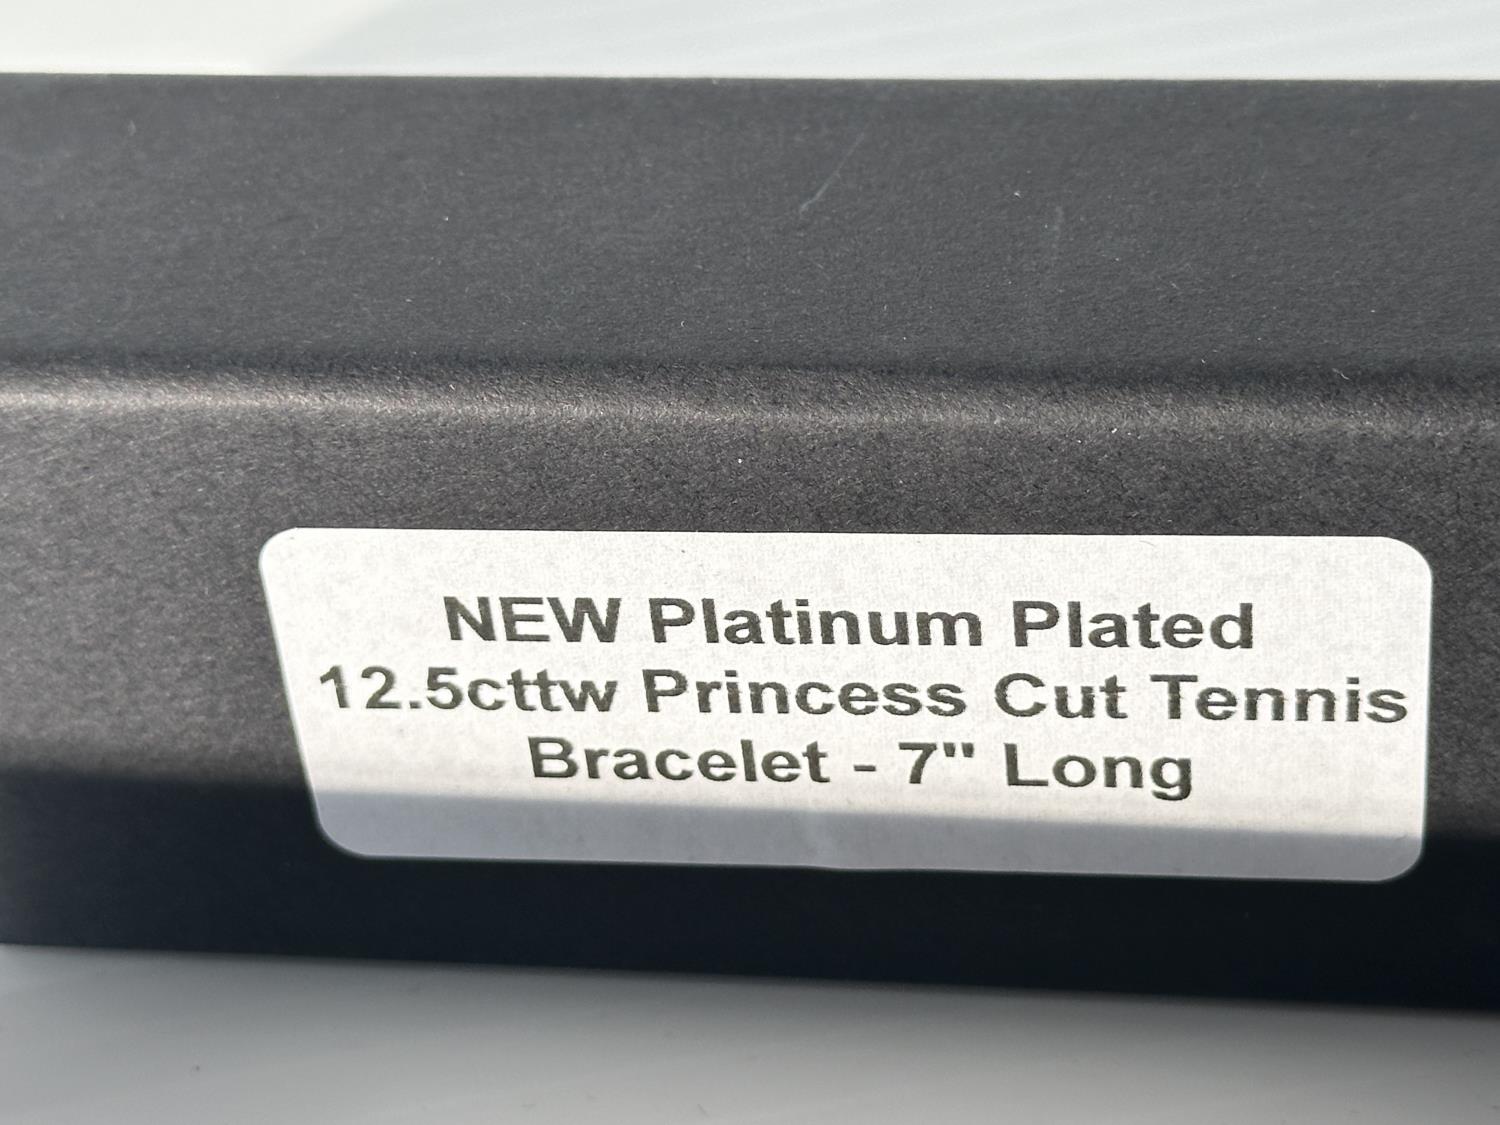 NEW Platinum Plated
12.5cttw Princess Cut Tennis
Bracelet - 7" Long